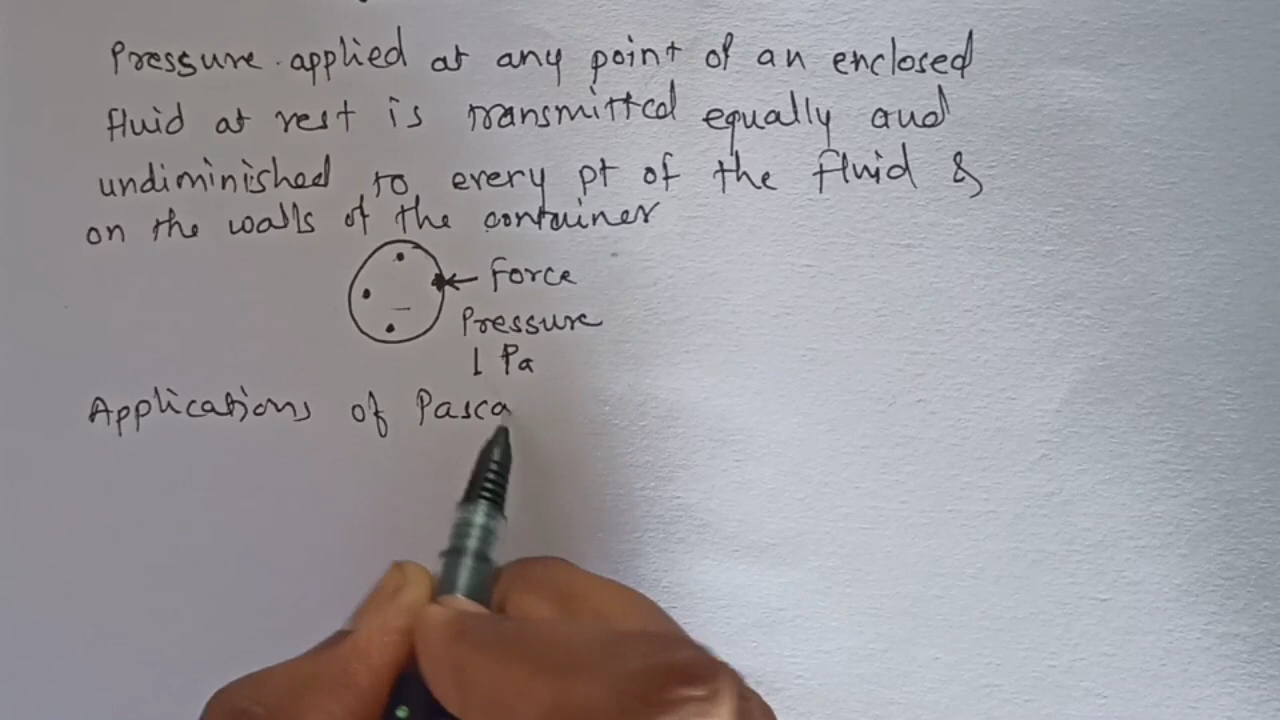 Pressure applied at any point of an enclosed
fluid at rest is transmitted equally and
undiminished to every pt of the fluid &
on the walls of the container
Force
Pressure
1 Pa
Applications of Pasca